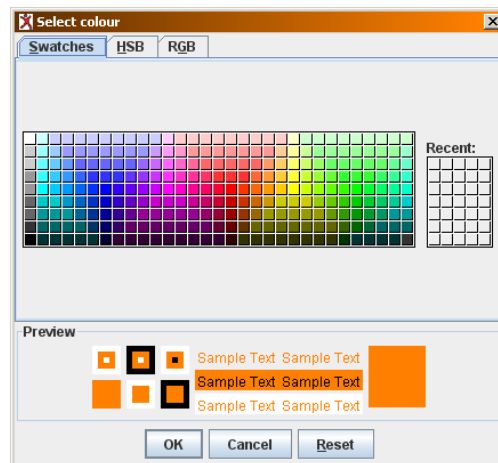 Select colour
Swatches HSB RGB
Recent:
Preview
Sample Text Sample Text
Sample Text Sample Text
Sample Text Sample Text
OK Cancel Reset